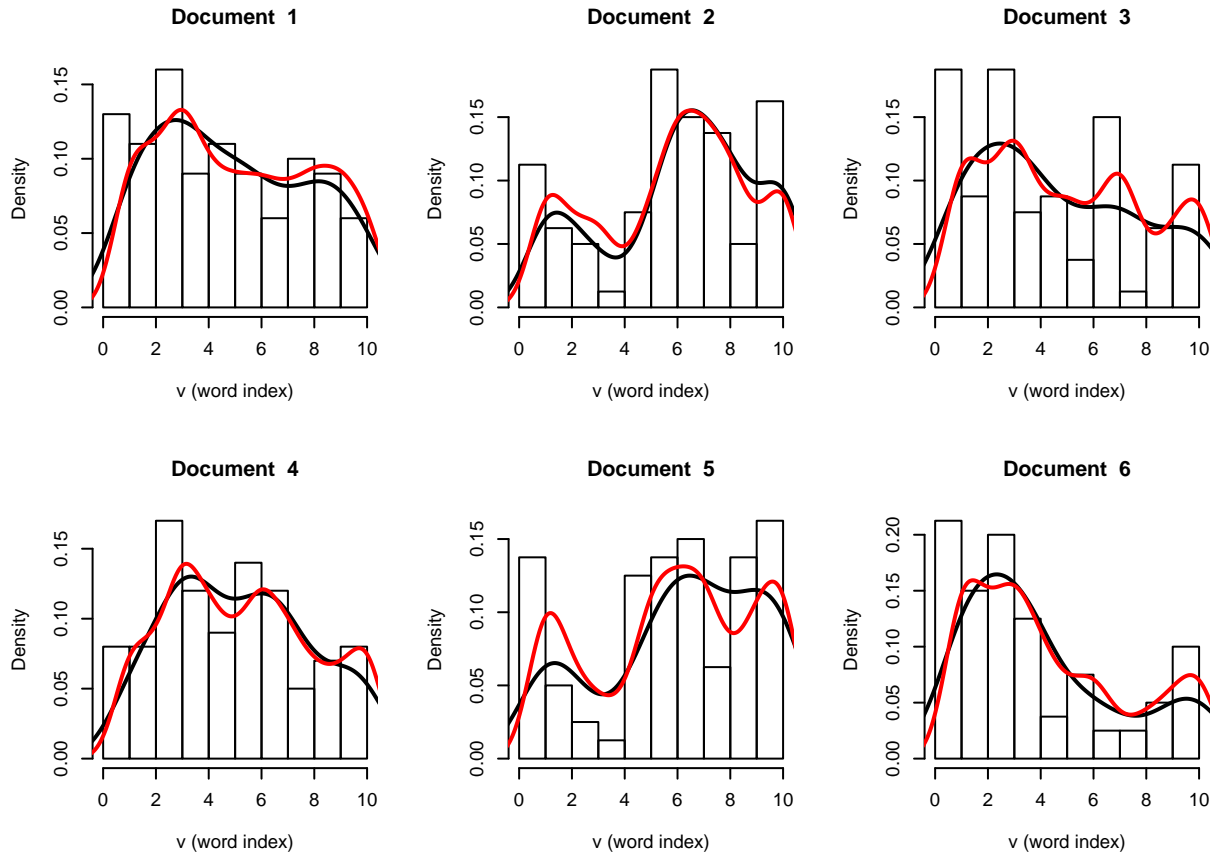 Document 1
Density
0.00 0.05 0.10 0.15
0 2 4 6 8 10
v (word index)
Document 2
Density
0.00 0.05 0.10 0.15
0 2 4 6 8 10
v (word index)
Document 3
Density
0.00 0.05 0.10 0.15
0 2 4 6 8 10
v (word index)
Document 4
Density
0.00 0.05 0.10 0.15
0 2 4 6 8 10
v (word index)
Document 5
Density
0.00 0.05 0.10 0.15
0 2 4 6 8 10
v (word index)
Document 6
Density
0.00 0.05 0.10 0.15 0.20
0 2 4 6 8 10
v (word index)